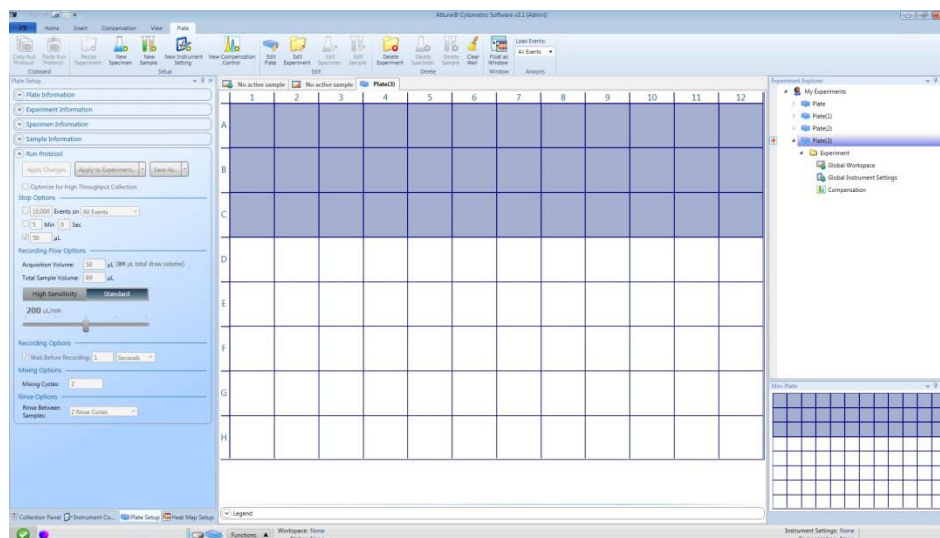 Attune® Cytometric Software v2.1 (Admin)
Home Insert Compensation View Plate
Copy Run Protocol
Paste Run Protocol
Resize Experiment
New Specimen
New Sample
New Instrument Setting
New Compensation Control
Edit Plate
Edit Experiment
Edit Specimen
Edit Sample
Delete Experiment
Delete Specimen
Delete Sample
Clear Well
Float as Window
Load Events:
All Events
Clipboard Setup Edit Delete Window Analysis
Plate Setup
Plate Information
Experiment Information
Specimen Information
Sample Information
Run Protocol
Apply Changes Apply to Experiment... Save As...
Optimize for High Throughput Collection
Stop Options
10,000 Events on All Events
5 Min 0 Sec
50 µL
Recording Flow Options
Acquisition Volume: 50 µL (89 µL total draw volume)
Total Sample Volume: 89 µL
High Sensitivity Standard
200 µL/min
Recording Options
Wait Before Recording: 1 Seconds
Mixing Options
Mixing Cycles: 2
Rinse Options
Rinse Between Samples: 2 Rinse Cycles
Collection Panel Instrument Co... Plate Setup Heat Map Setup
No active sample No active sample Plate(3)
1 2 3 4 5 6 7 8 9 10 11 12
A
B
C
D
E
F
G
H
Legend
Experiment Explorer
My Experiments
Plate
Plate(1)
Plate(2)
Plate(3)
Experiment
Global Workspace
Global Instrument Settings
Compensation
Mini Plate
Functions
Workspace: None
Instrument Settings: None